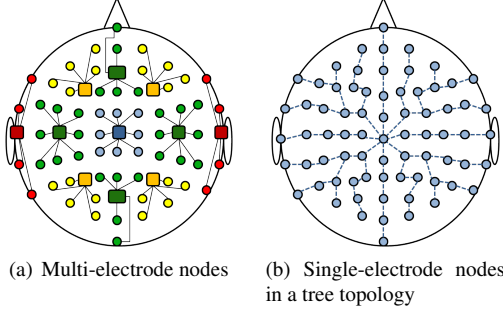 (a) Multi-electrode nodes
(b) Single-electrode nodes
in a tree topology